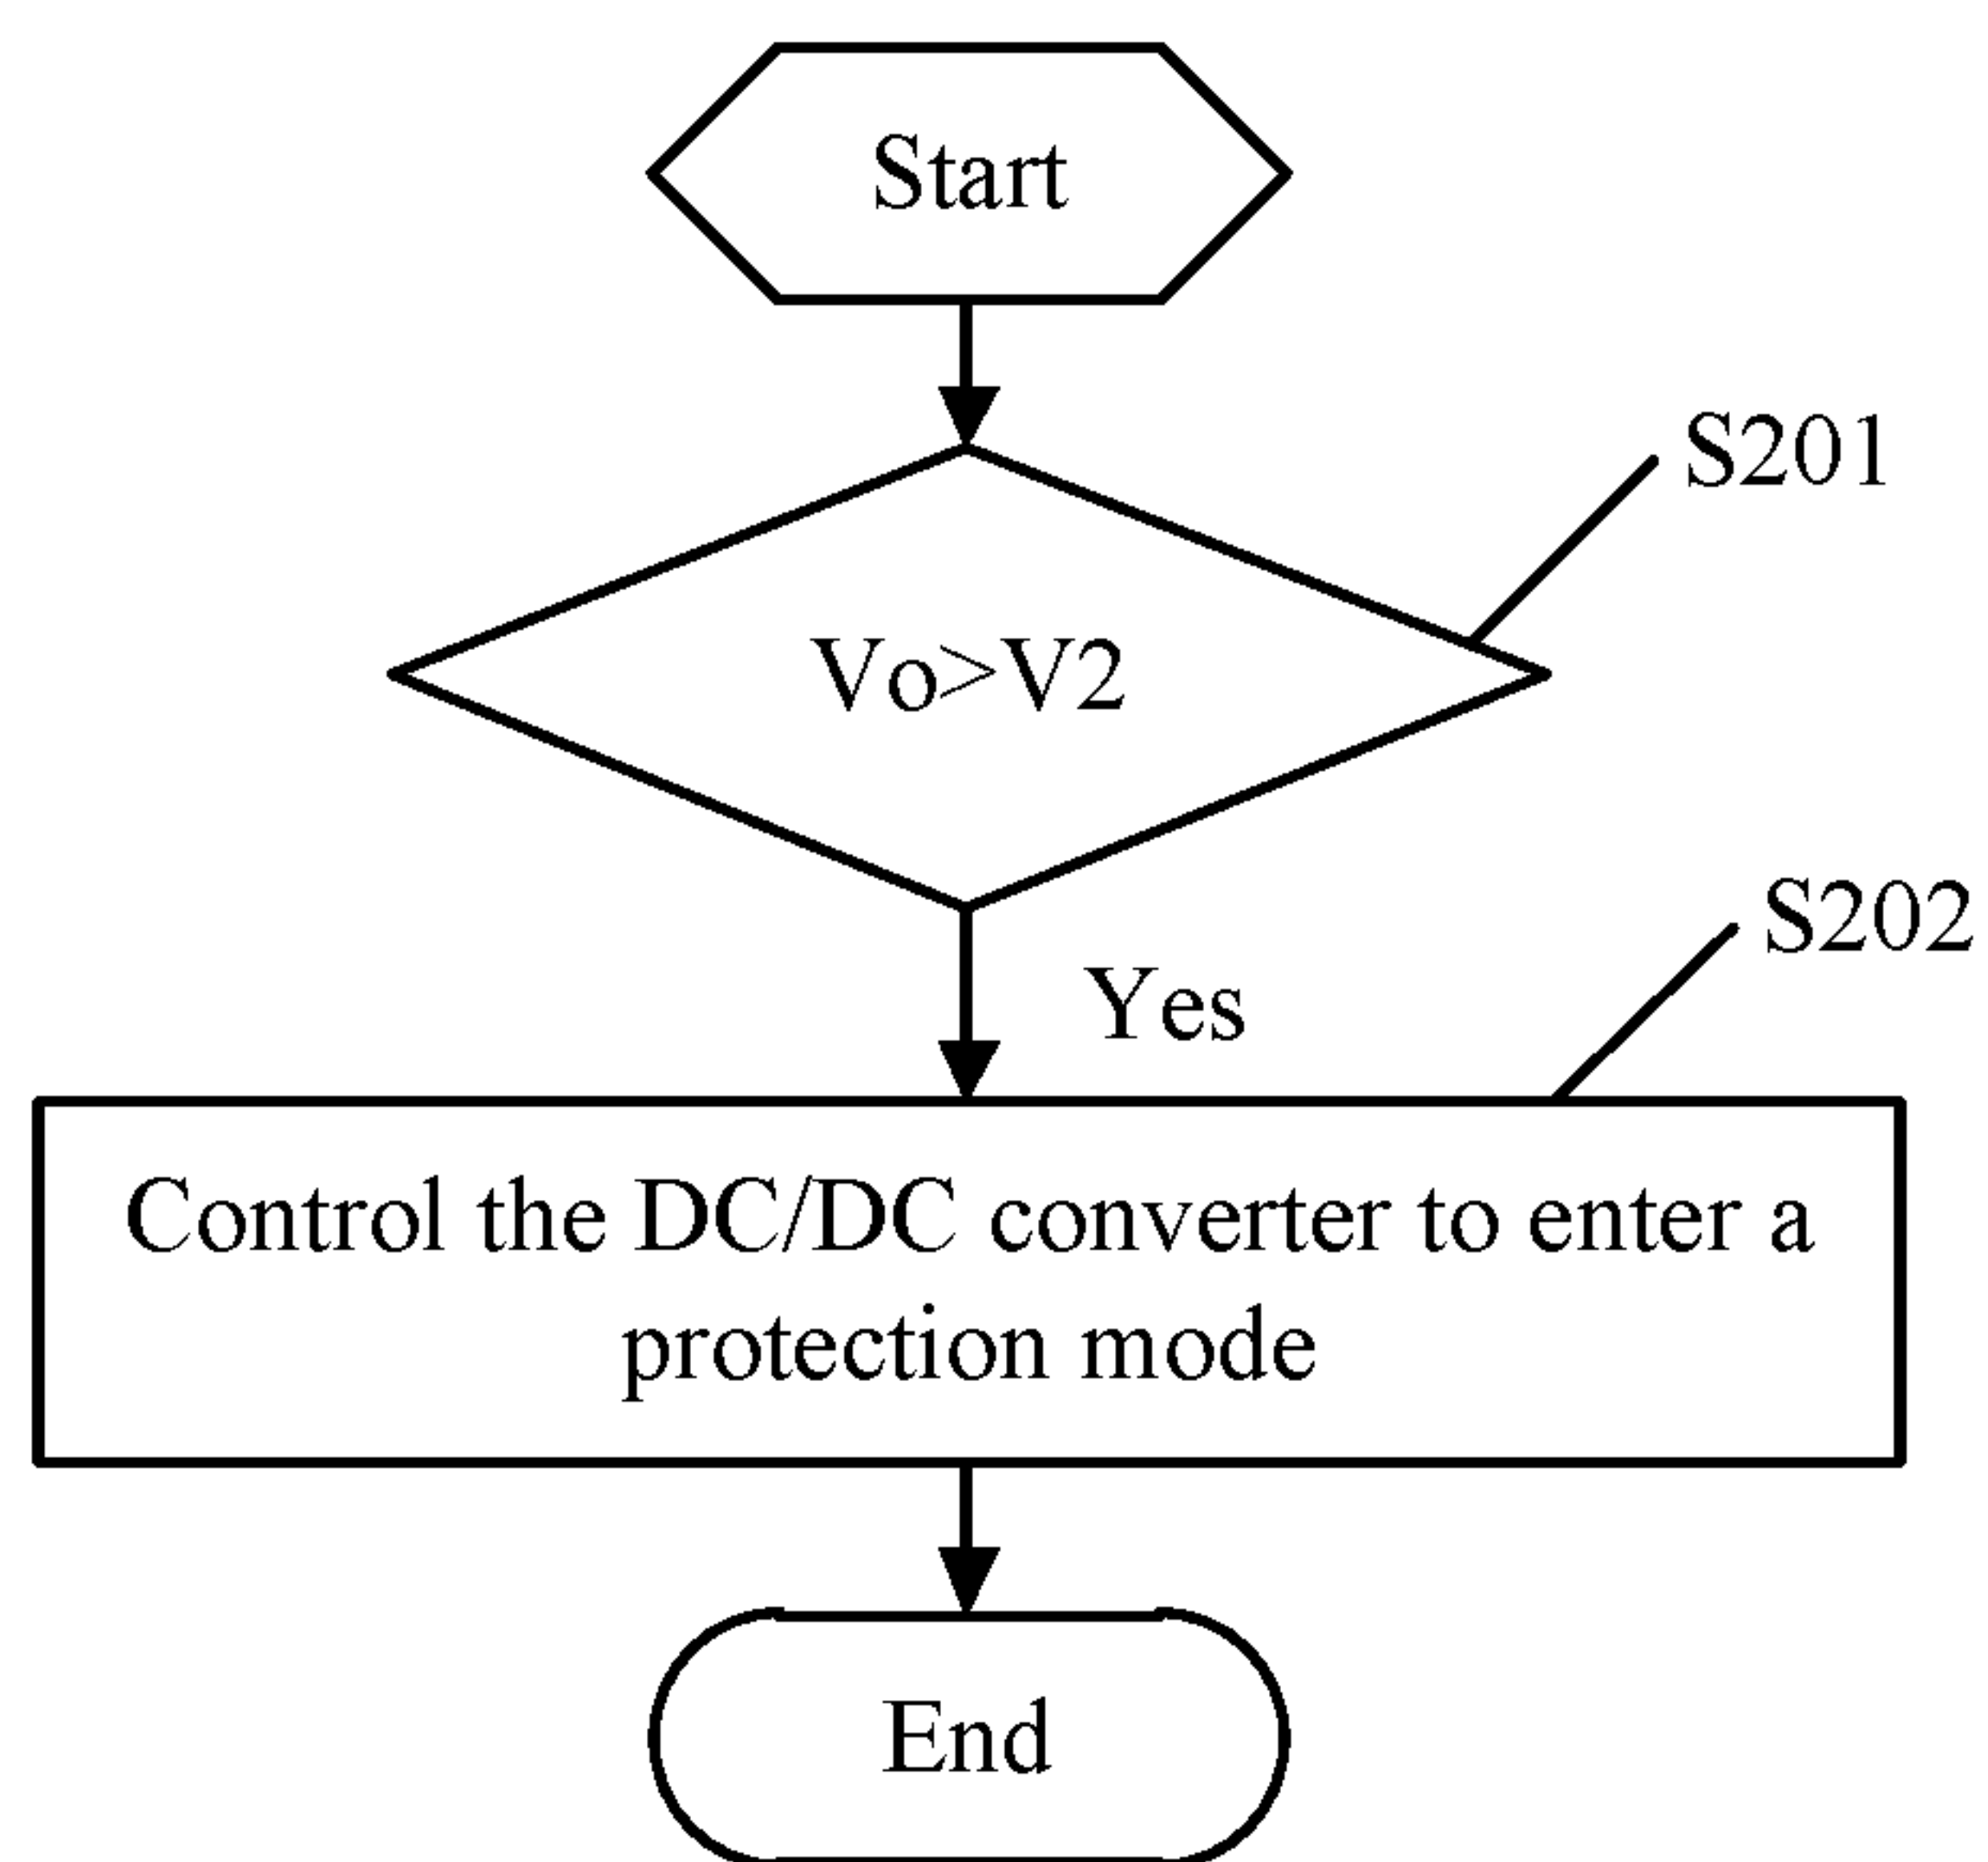 Start
S201
Vo>V2
S202
Yes
Control the DC/DC converter to enter a
protection mode
End